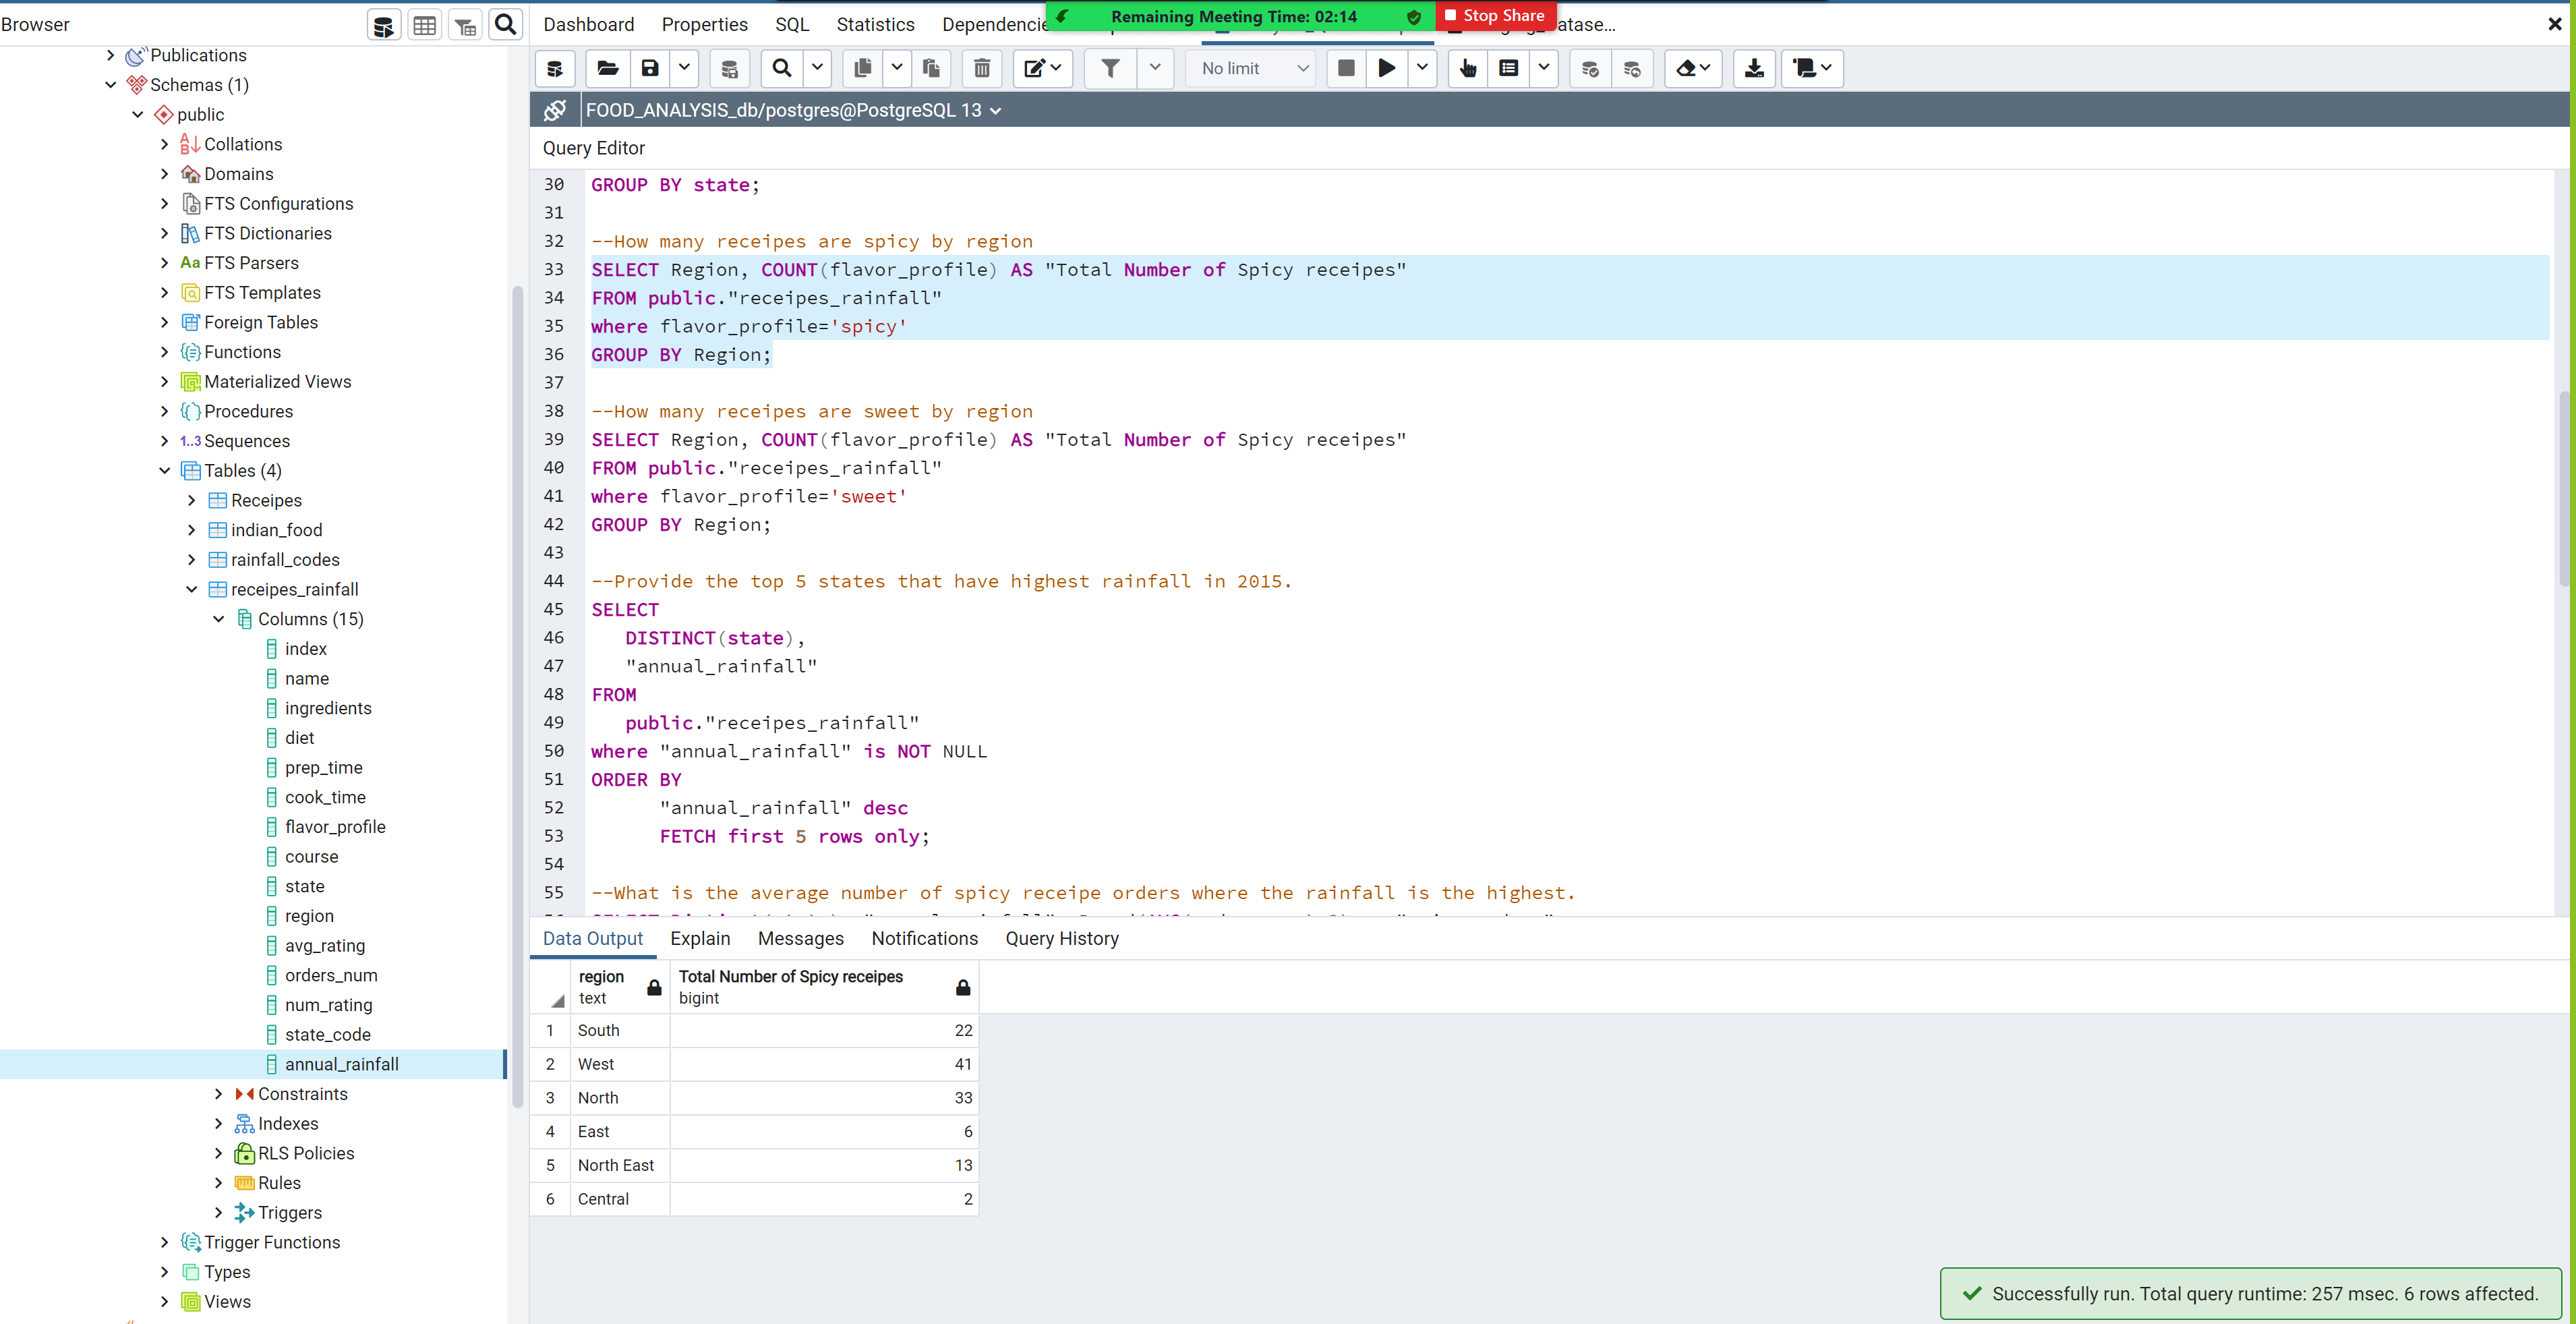 Browser
Dashboard Properties SQL Statistics Dependencie
Remaining Meeting Time: 02:14
Stop Share
atase...
No limit
FOOD_ANALYSIS_db/postgres@PostgreSQL 13
Query Editor
Publications
Schemas (1)
public
Collations
Domains
FTS Configurations
FTS Dictionaries
Aa FTS Parsers
FTS Templates
Foreign Tables
Functions
Materialized Views
Procedures
1..3 Sequences
Tables (4)
Receipes
indian_food
rainfall_codes
receipes_rainfall
Columns (15)
index
name
ingredients
diet
prep_time
cook_time
flavor_profile
course
state
region
avg_rating
orders_num
num_rating
state_code
annual_rainfall
Constraints
Indexes
RLS Policies
Rules
Triggers
Trigger Functions
Types
Views
30 GROUP BY state;
31
32 --How many receipes are spicy by region
33 SELECT Region, COUNT(flavor_profile) AS "Total Number of Spicy receipes"
34 FROM public."receipes_rainfall"
35 where flavor_profile='spicy'
36 GROUP BY Region;
37
38 --How many receipes are sweet by region
39 SELECT Region, COUNT(flavor_profile) AS "Total Number of Spicy receipes"
40 FROM public."receipes_rainfall"
41 where flavor_profile='sweet'
42 GROUP BY Region;
43
44 --Provide the top 5 states that have highest rainfall in 2015.
45 SELECT
46 DISTINCT(state),
47 "annual_rainfall"
48 FROM
49 public."receipes_rainfall"
50 where "annual_rainfall" is NOT NULL
51 ORDER BY
52 "annual_rainfall" desc
53 FETCH first 5 rows only;
54
55 --What is the average number of spicy receipe orders where the rainfall is the highest.
Data Output Explain Messages Notifications Query History
region Total Number of Spicy receipes
text bigint
1 South 22
2 West 41
3 North 33
4 East 6
5 North East 13
6 Central 2
Successfully run. Total query runtime: 257 msec. 6 rows affected.